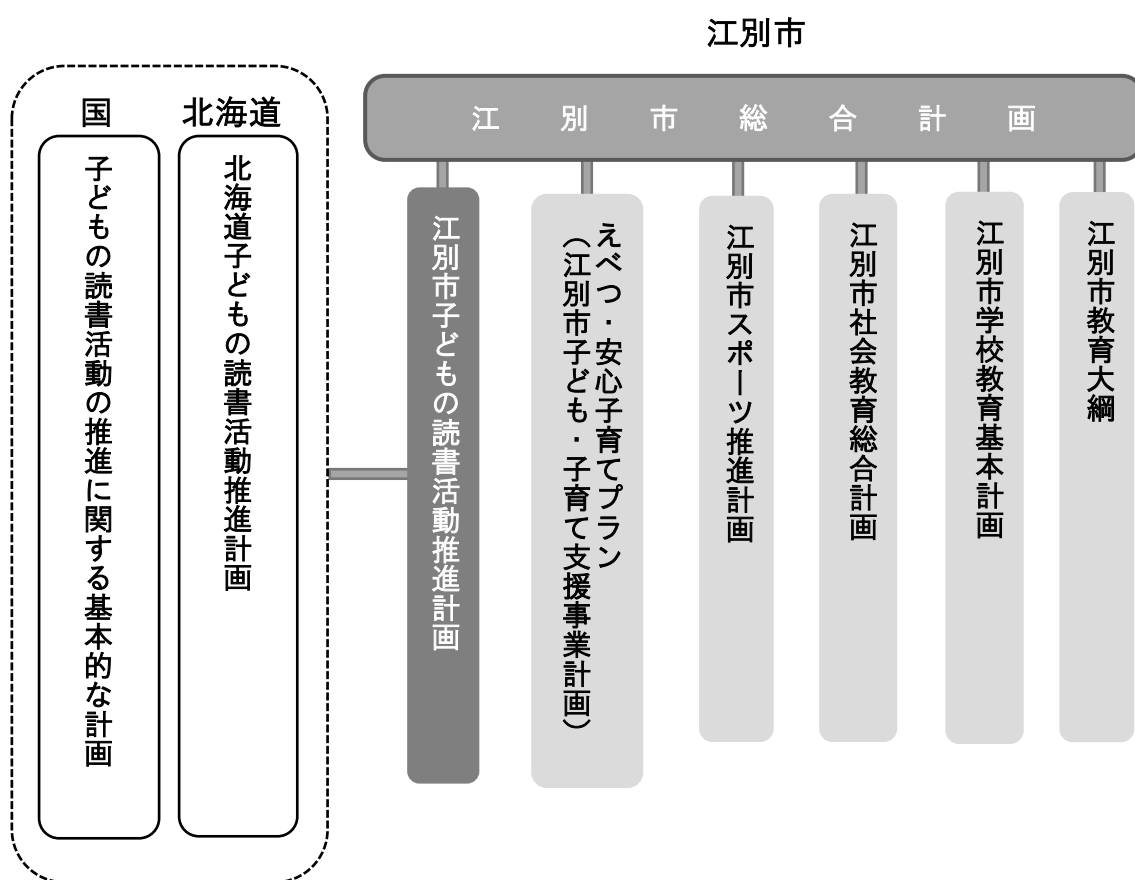 江別市
国
北海道
子どもの読書活動の推進に関する基本的な計画
北海道子どもの読書活動推進計画
江別市総合計画
江別市子どもの読書活動推進計画
えべつ・安心子育てプラン
（江別市子ども・子育て支援事業計画）
江別市スポーツ推進計画
江別市社会教育総合計画
江別市学校教育基本計画
江別市教育大綱